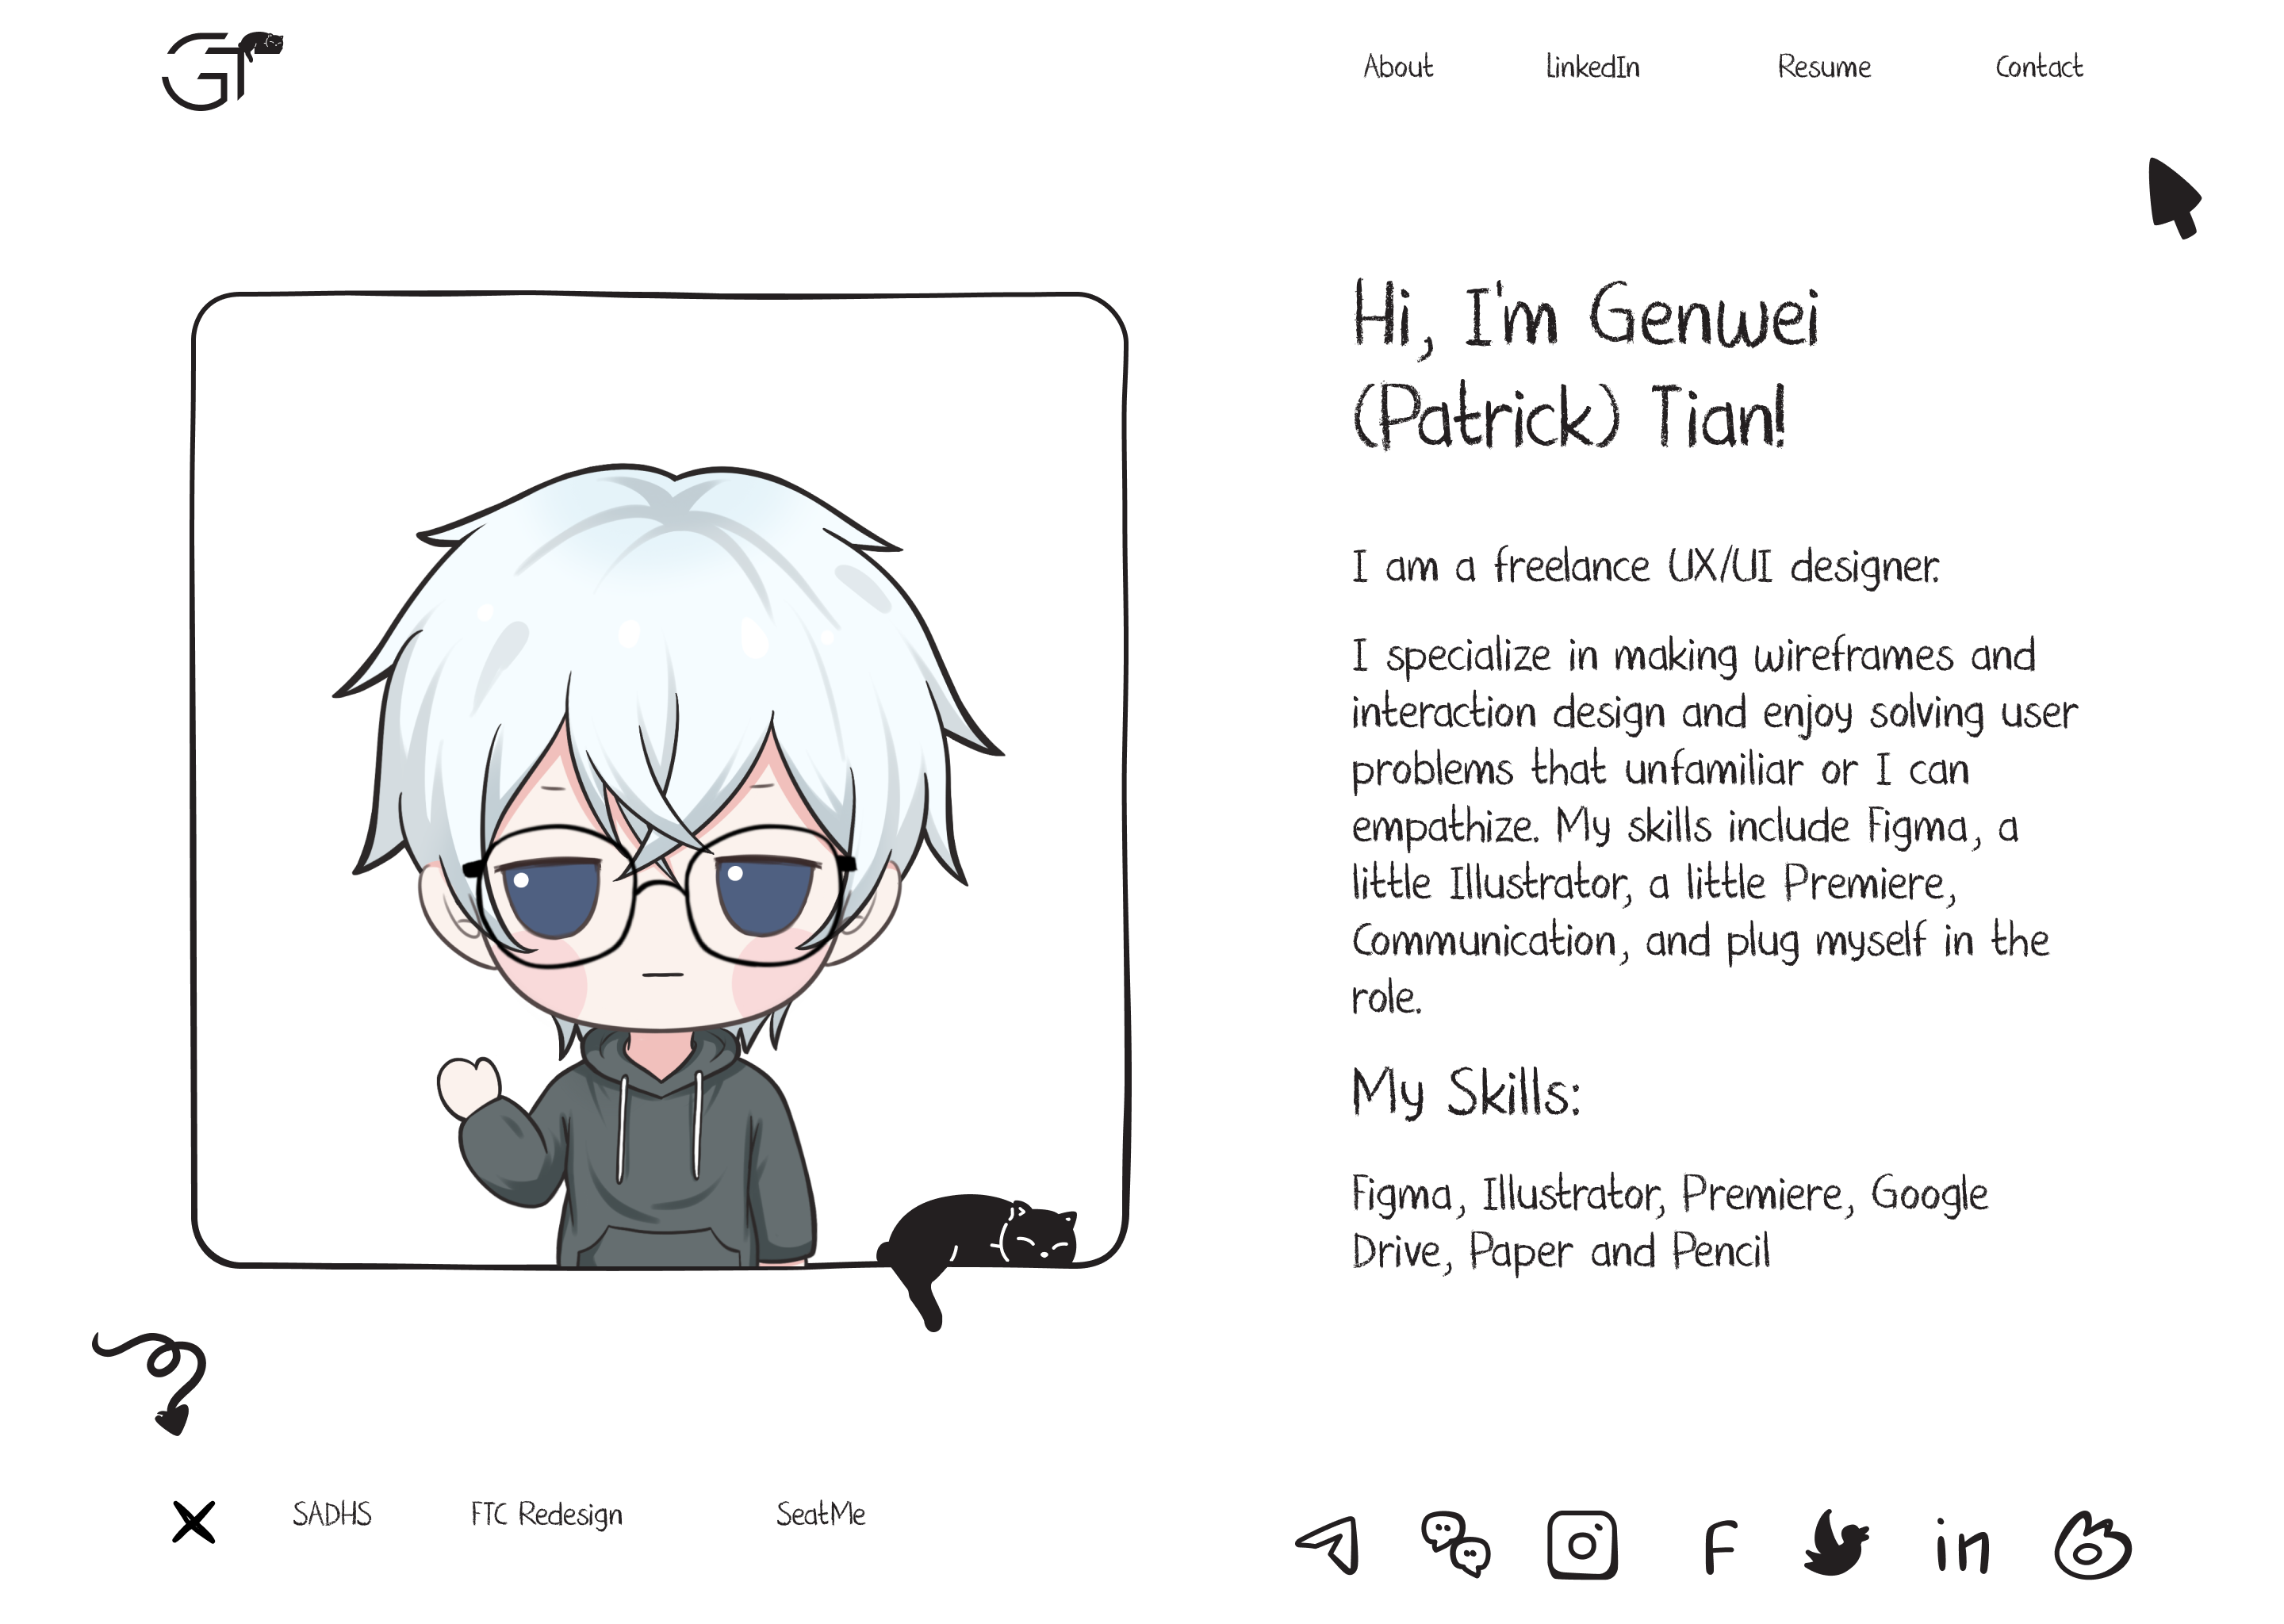 GT
About LinkedIn Resume Contact
Hi, I'm Genwei
(Patrick) Tian!
I am a freelance UX/UI designer.
I specialize in making wireframes and
interaction design and enjoy solving user
problems that unfamiliar or I can
empathize. My skills include Figma, a
little Illustrator, a little Premiere,
Communication, and plug myself in the
role.
My Skills:
Figma, Illustrator, Premiere, Google
Drive, Paper and Pencil
SADHS FTC Redesign SeatMe
f in